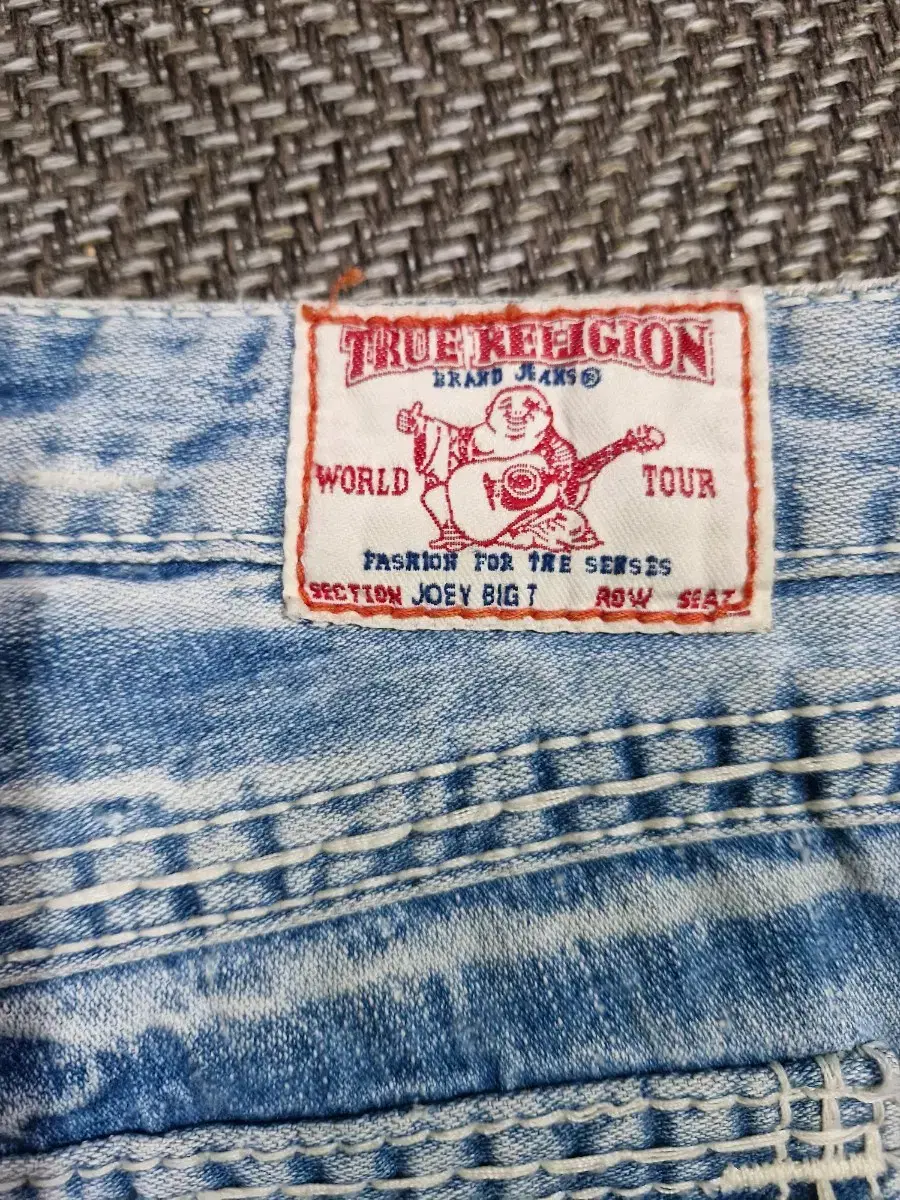 TRUE RELIGION
BRAND JEANS®
WORLD TOUR
FASHION FOR THE SENSES
SECTION JOEY BIG T ROW SEAT